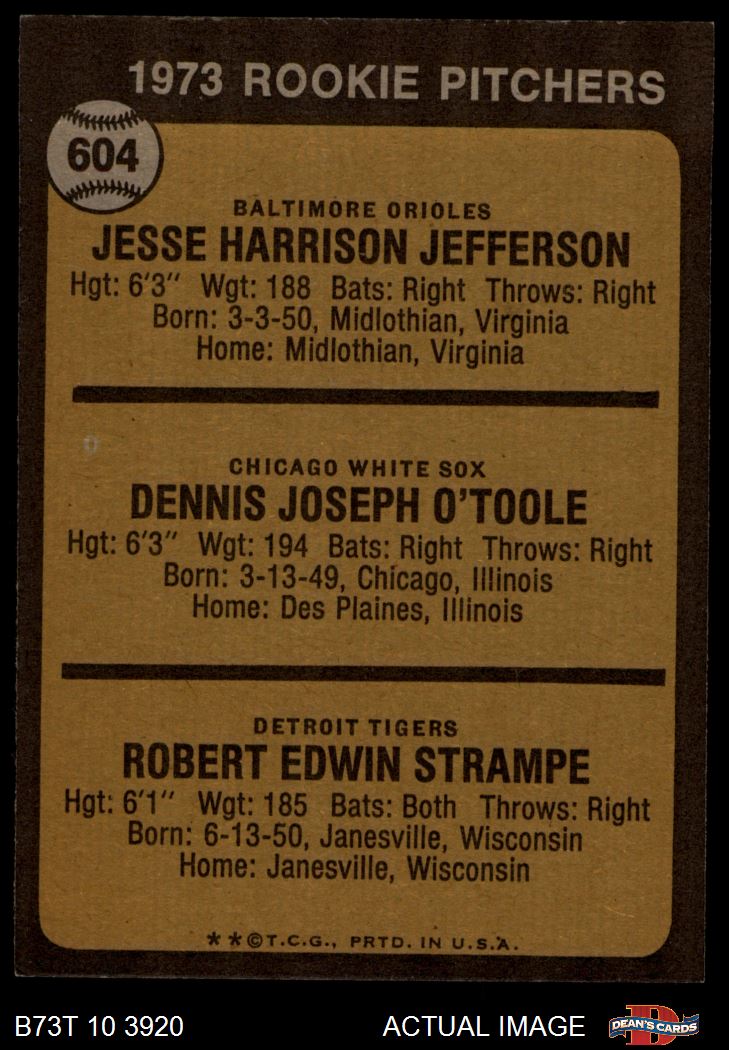 1973 ROOKIE PITCHERS
604
BALTIMORE ORIOLES
JESSE HARRISON JEFFERSON
Hgt: 6'3" Wgt: 188 Bats: Right Throws: Right
Born: 3-3-50, Midlothian, Virginia
Home: Midlothian, Virginia
CHICAGO WHITE SOX
DENNIS JOSEPH O'TOOLE
Hgt: 6'3" Wgt: 194 Bats: Right Throws: Right
Born: 3-13-49, Chicago, Illinois
Home: Des Plaines, Illinois
DETROIT TIGERS
ROBERT EDWIN STRAMPE
Hgt: 6'1" Wgt: 185 Bats: Both Throws: Right
Born: 6-13-50, Janesville, Wisconsin
Home: Janesville, Wisconsin
**©T.C.G., PRTD. IN U.S.A.
B73T 10 3920 ACTUAL IMAGE D DEAN'S CARDS